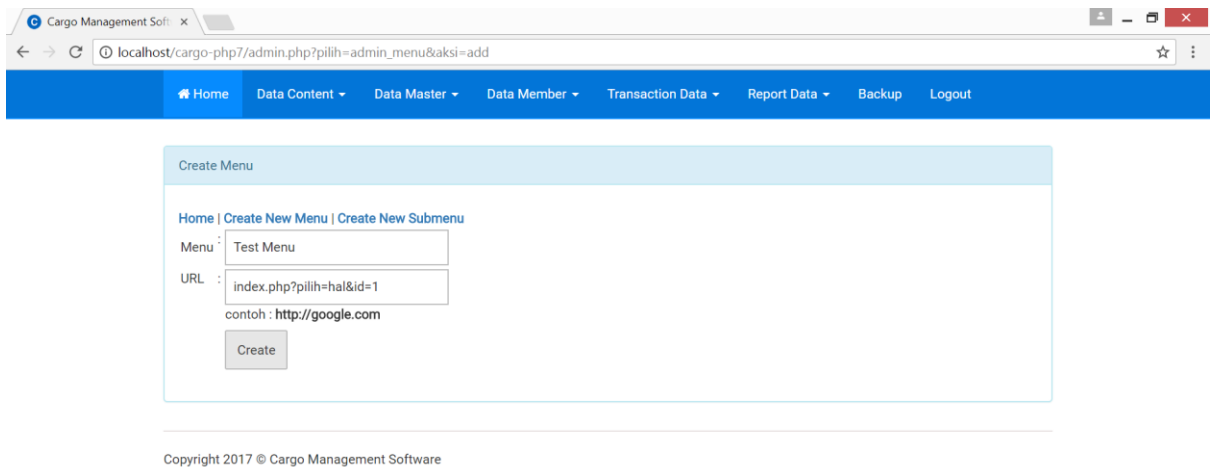 Cargo Management Soft
localhost/cargo-php7/admin.php?pilih=admin_menu&aksi=add
Home Data Content Data Master Data Member Transaction Data Report Data Backup Logout
Create Menu
Home | Create New Menu | Create New Submenu
Menu : Test Menu
URL : index.php?pilih=hal&id=1
contoh : http://google.com
Create
Copyright 2017 © Cargo Management Software